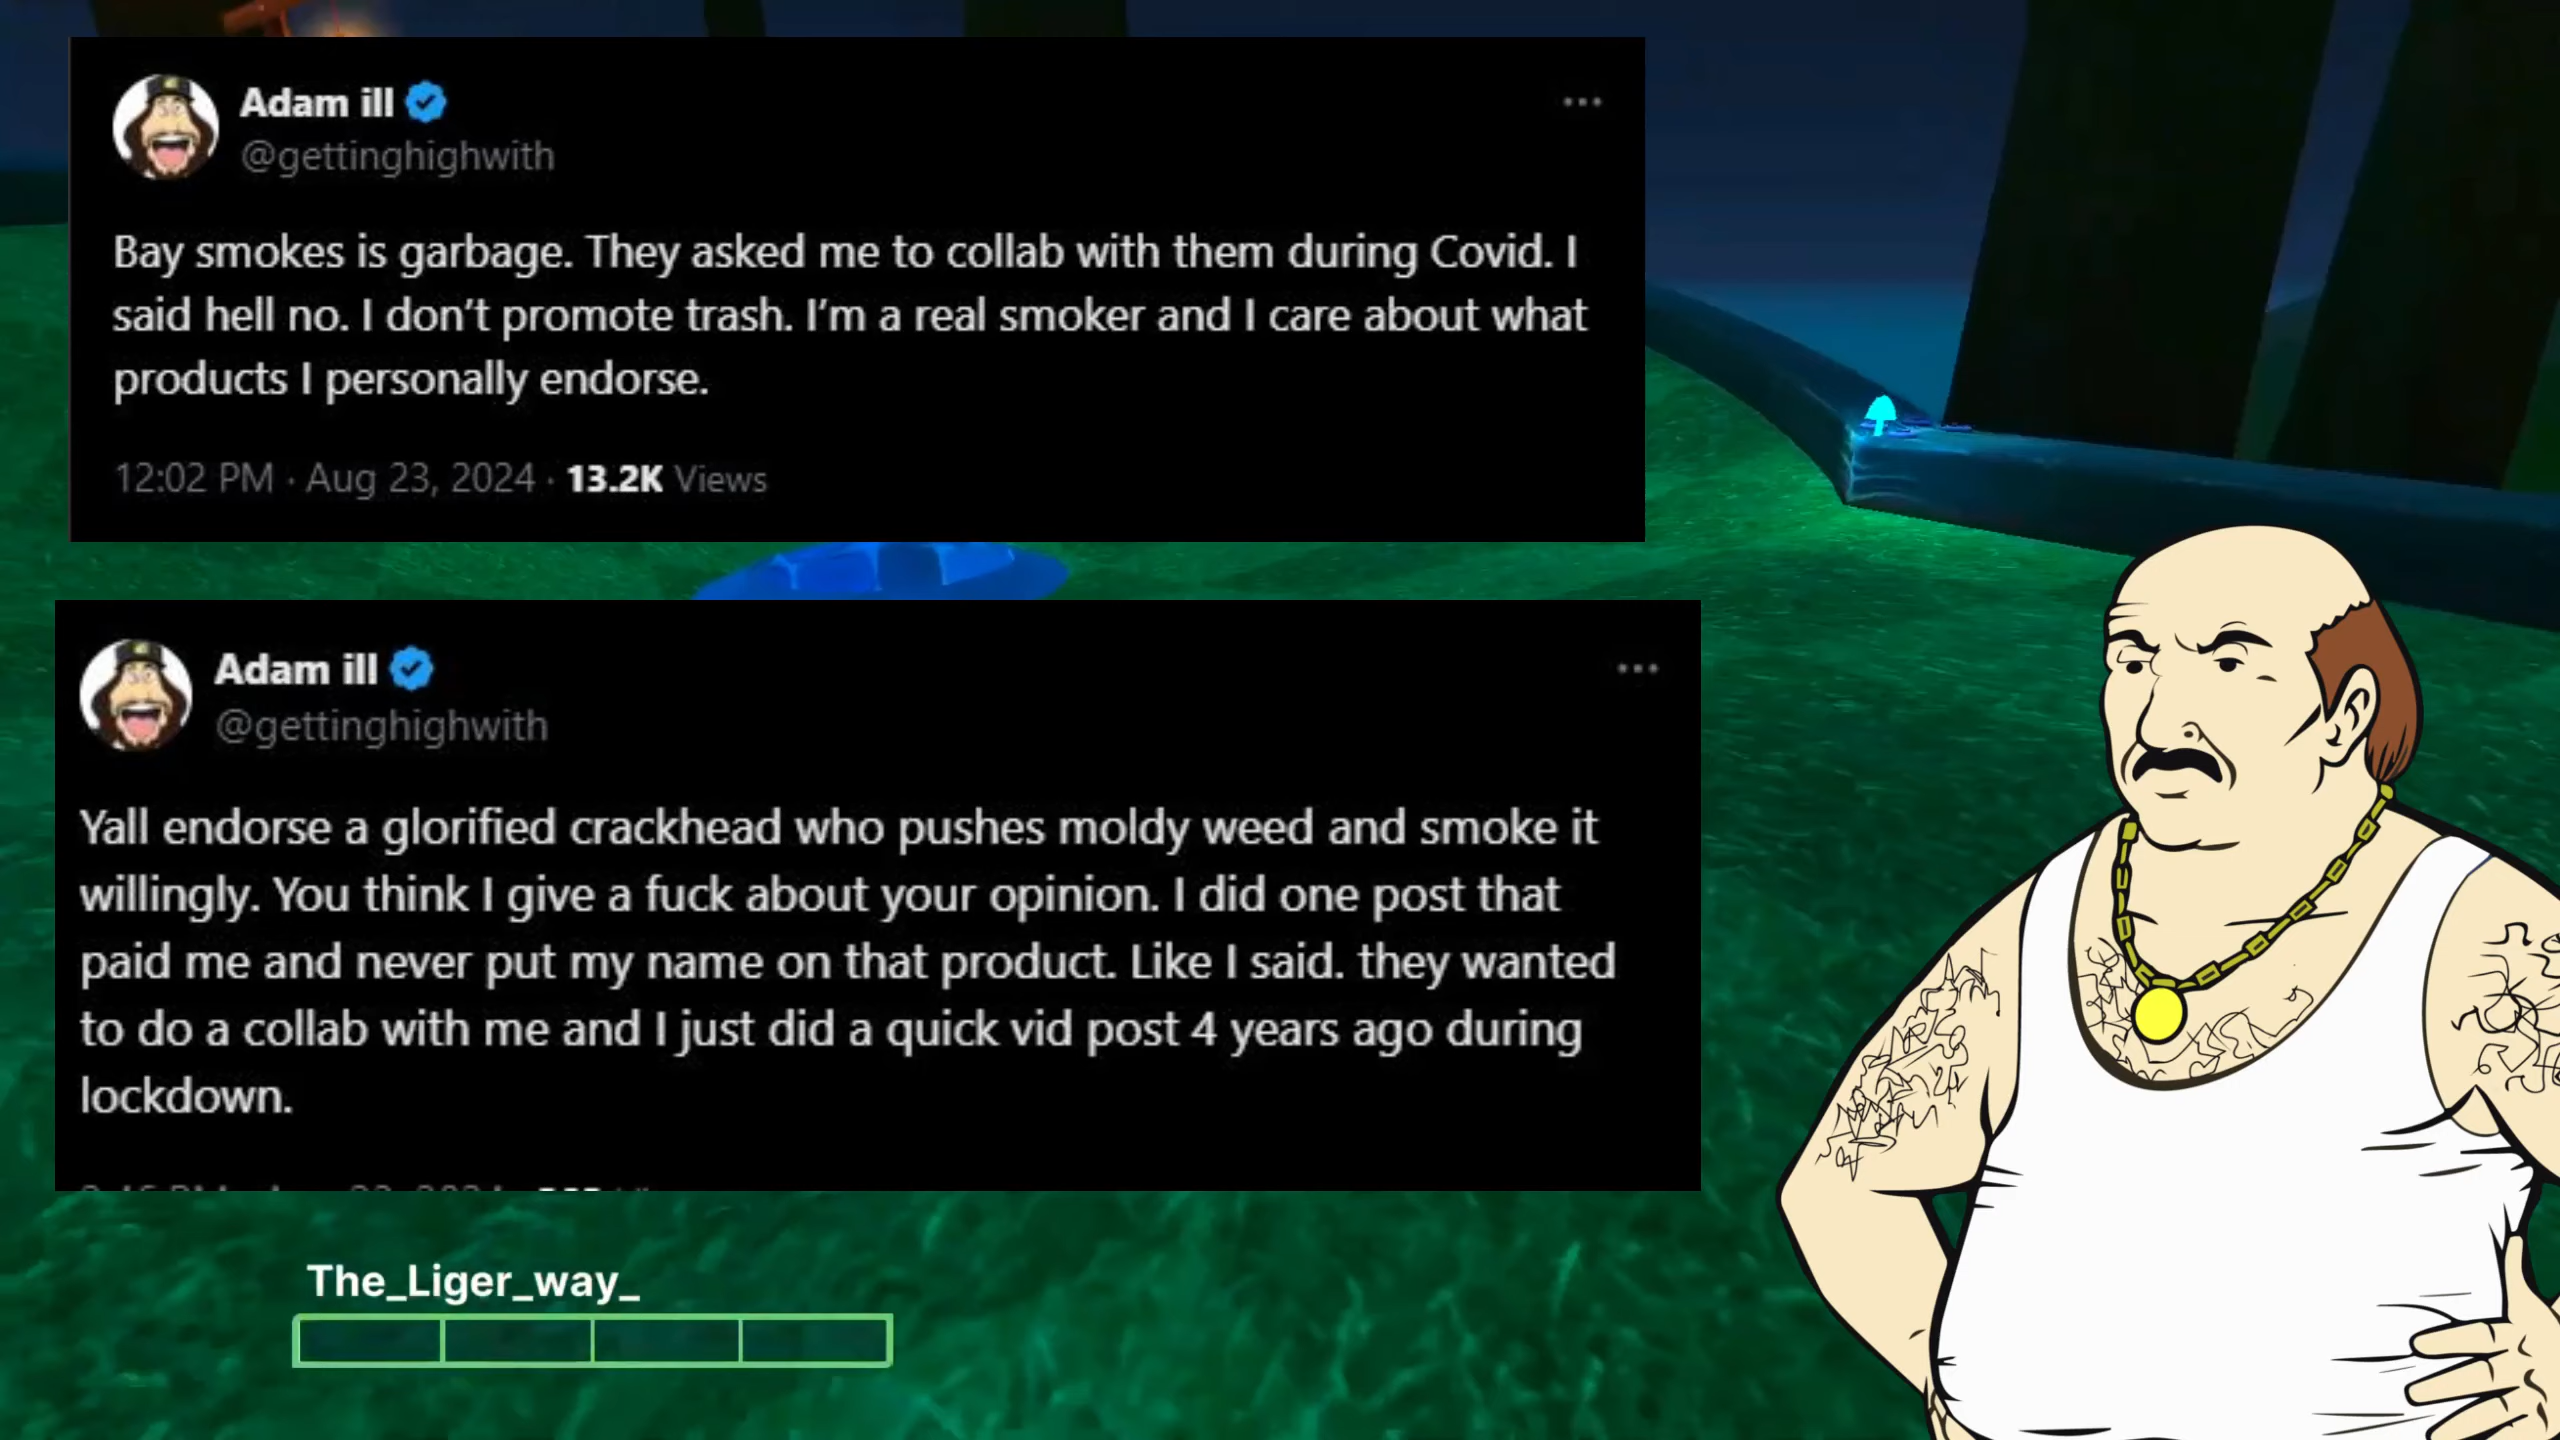 Adam ill
@gettinghighwith
Bay smokes is garbage. They asked me to collab with them during Covid. I
said hell no. I don’t promote trash. I’m a real smoker and I care about what
products I personally endorse.
12:02 PM · Aug 23, 2024 · 13.2K Views
Adam ill
@gettinghighwith
Yall endorse a glorified crackhead who pushes moldy weed and smoke it
willingly. You think I give a fuck about your opinion. I did one post that
paid me and never put my name on that product. Like I said. they wanted
to do a collab with me and I just did a quick vid post 4 years ago during
lockdown.
The_Liger_way_